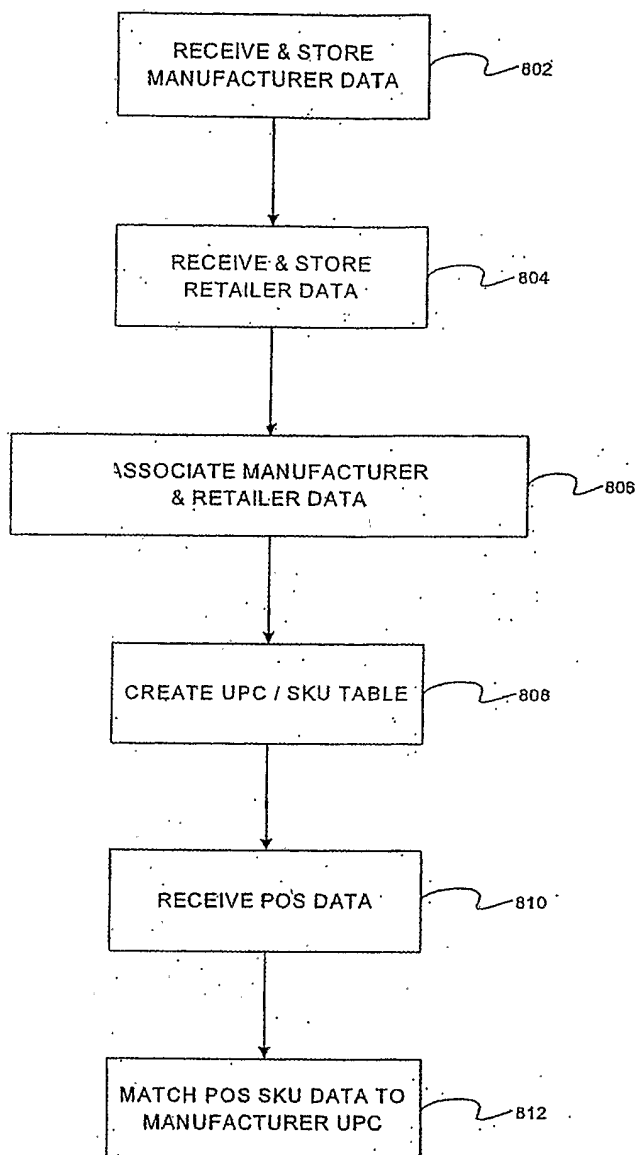 RECEIVE & STORE
MANUFACTURER DATA
802
RECEIVE & STORE
RETAILER DATA
804
ASSOCIATE MANUFACTURER
& RETAILER DATA
806
CREATE UPC / SKU TABLE
808
RECEIVE POS DATA
810
MATCH POS SKU DATA TO
MANUFACTURER UPC
812